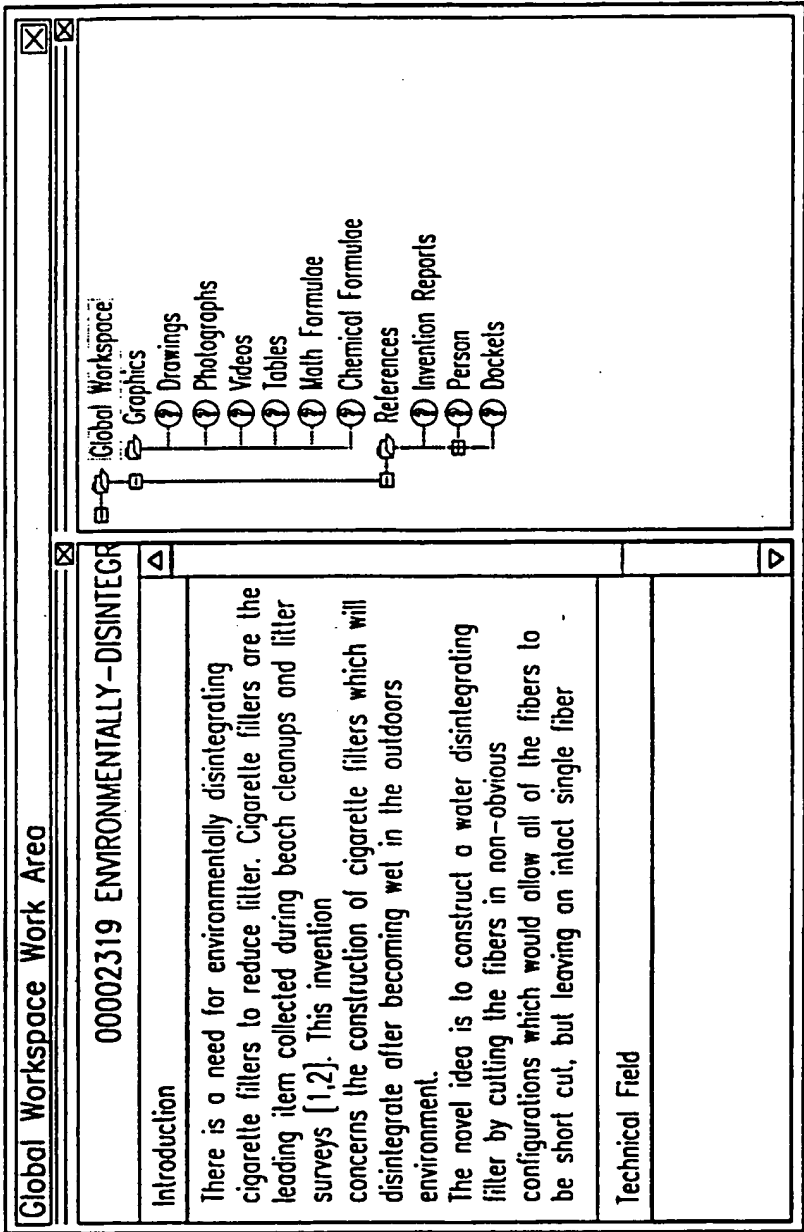 Global Workspace Work Area
00002319 ENVIRONMENTALLY-DISINTEGR
Introduction
There is a need for environmentally disintegrating
cigarette filters to reduce litter. Cigarette filters are the
leading item collected during beach cleanups and litter
surveys [1,2]. This invention
concerns the construction of cigarette filters which will
disintegrate after becoming wet in the outdoors
environment.
The novel idea is to construct a water disintegrating
filter by cutting the fibers in non-obvious
configurations which would allow all of the fibers to
be short cut, but leaving an intact single fiber
Technical Field
Global Workspace
Graphics
Drawings
Photographs
Videos
Tables
Math Formulae
Chemical Formulae
References
Invention Reports
Person
Dockets